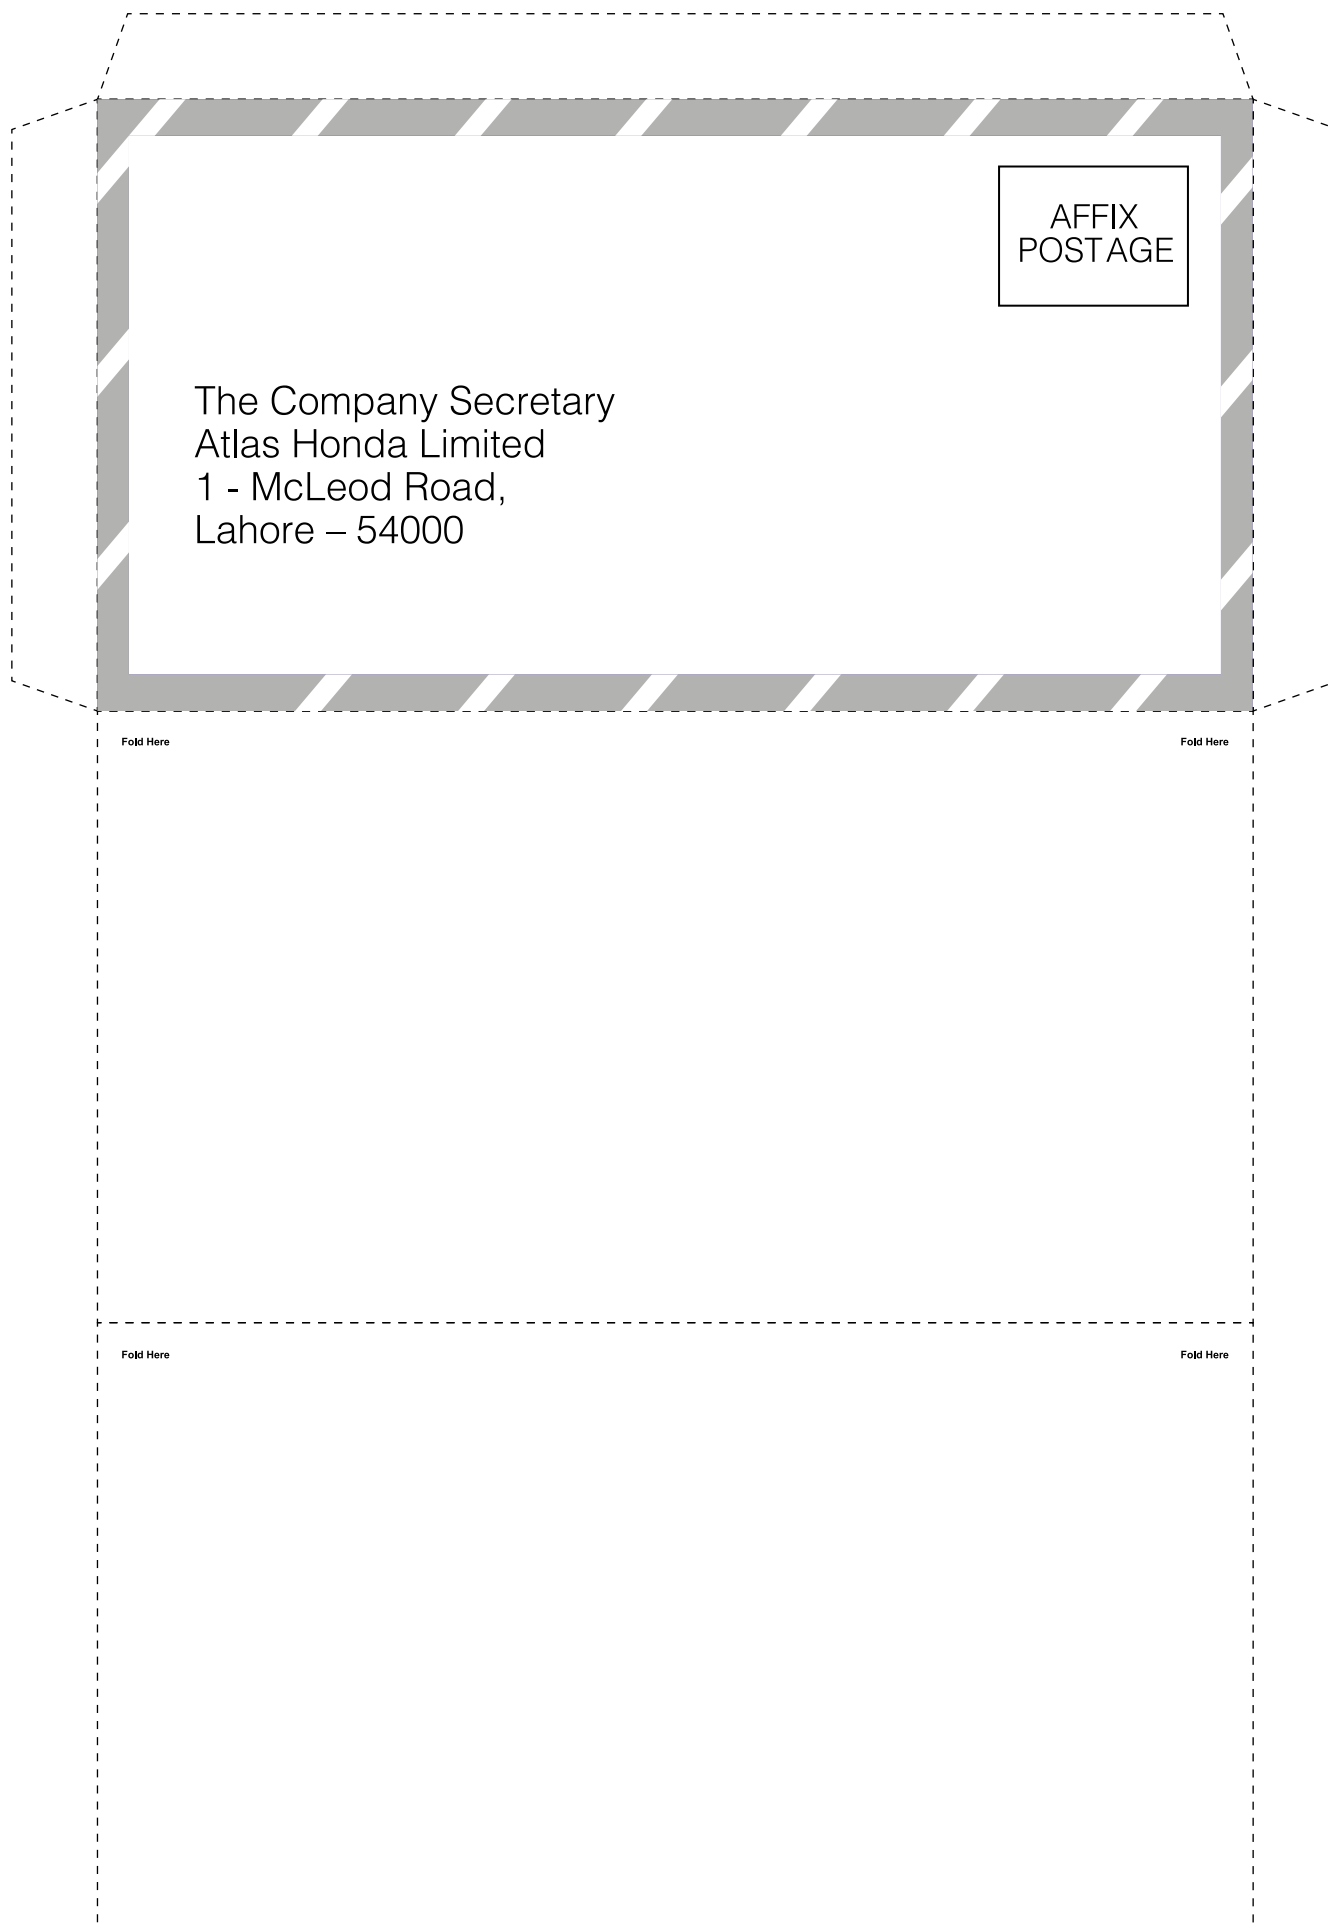 AFFIX
POSTAGE
The Company Secretary
Atlas Honda Limited
1 - McLeod Road,
Lahore – 54000
Fold Here
Fold Here
Fold Here
Fold Here